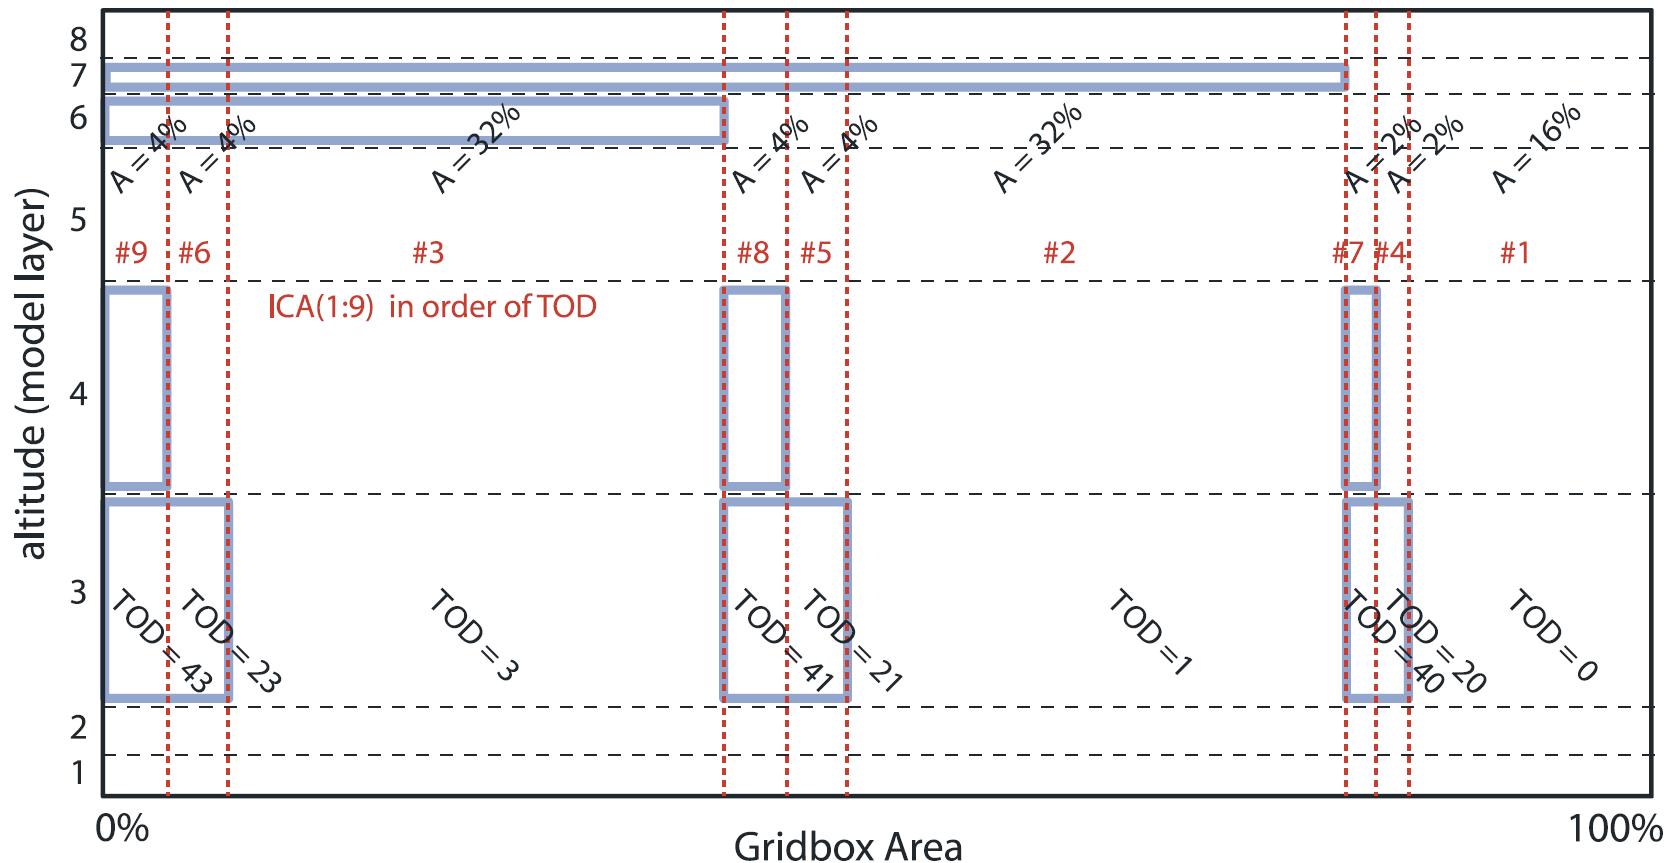 8
7
6
A = 4%
A = 4%
A = 32%
A = 4%
A = 4%
A = 32%
A = 2%
A = 2%
A = 16%
5
#9
#6
#3
#8
#5
#2
#7
#4
#1
ICA(1:9) in order of TOD
4
altitude (model layer)
3
TOD = 43
TOD = 23
TOD = 3
TOD = 41
TOD = 21
TOD =1
TOD = 40
TOD = 20
TOD = 0
2
1
0%
Gridbox Area
100%